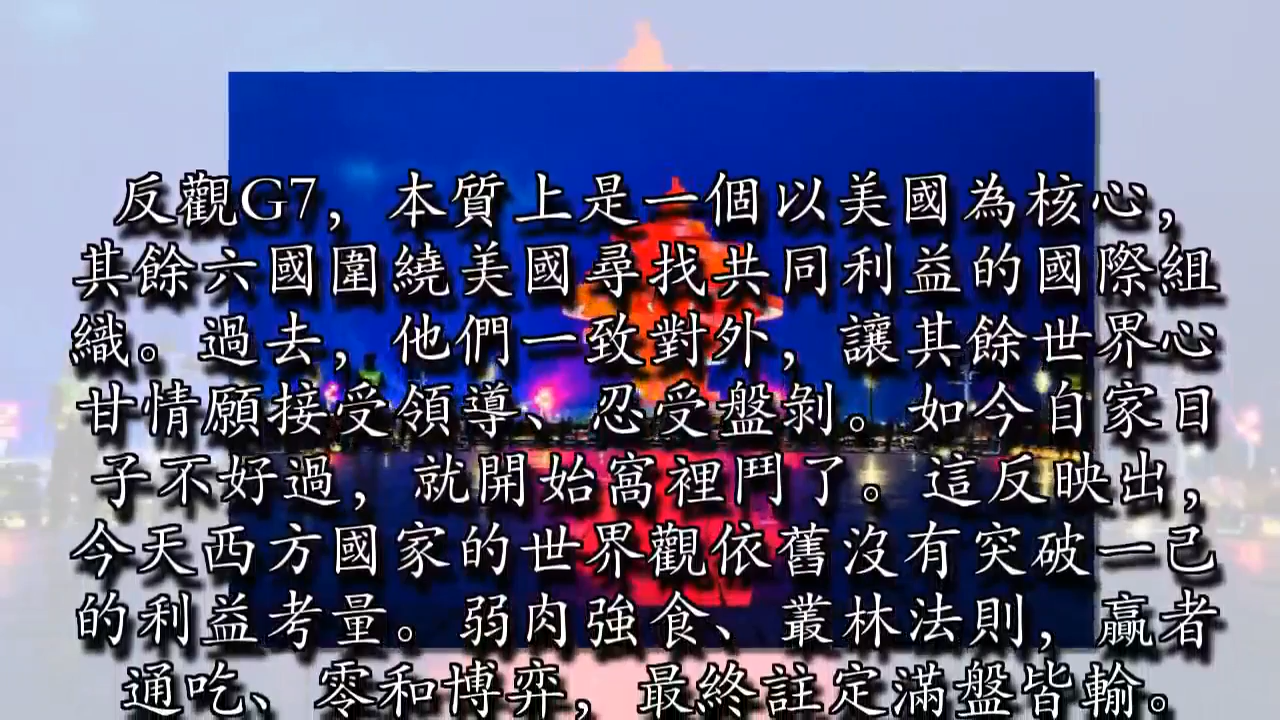 反觀G7，本質上是一個以美國為核心，
其餘六國圍繞美國尋找共同利益的國際組
織。過去，他們一致對外，讓其餘世界心
甘情願接受領導、忍受盤剝。如今自家日
子不好過，就開始窩裡鬥了。這反映出，
今天西方國家的世界觀依舊沒有突破一己
的利益考量。弱肉強食、叢林法則，贏者
通吃、零和博弈，最終註定滿盤皆輸。